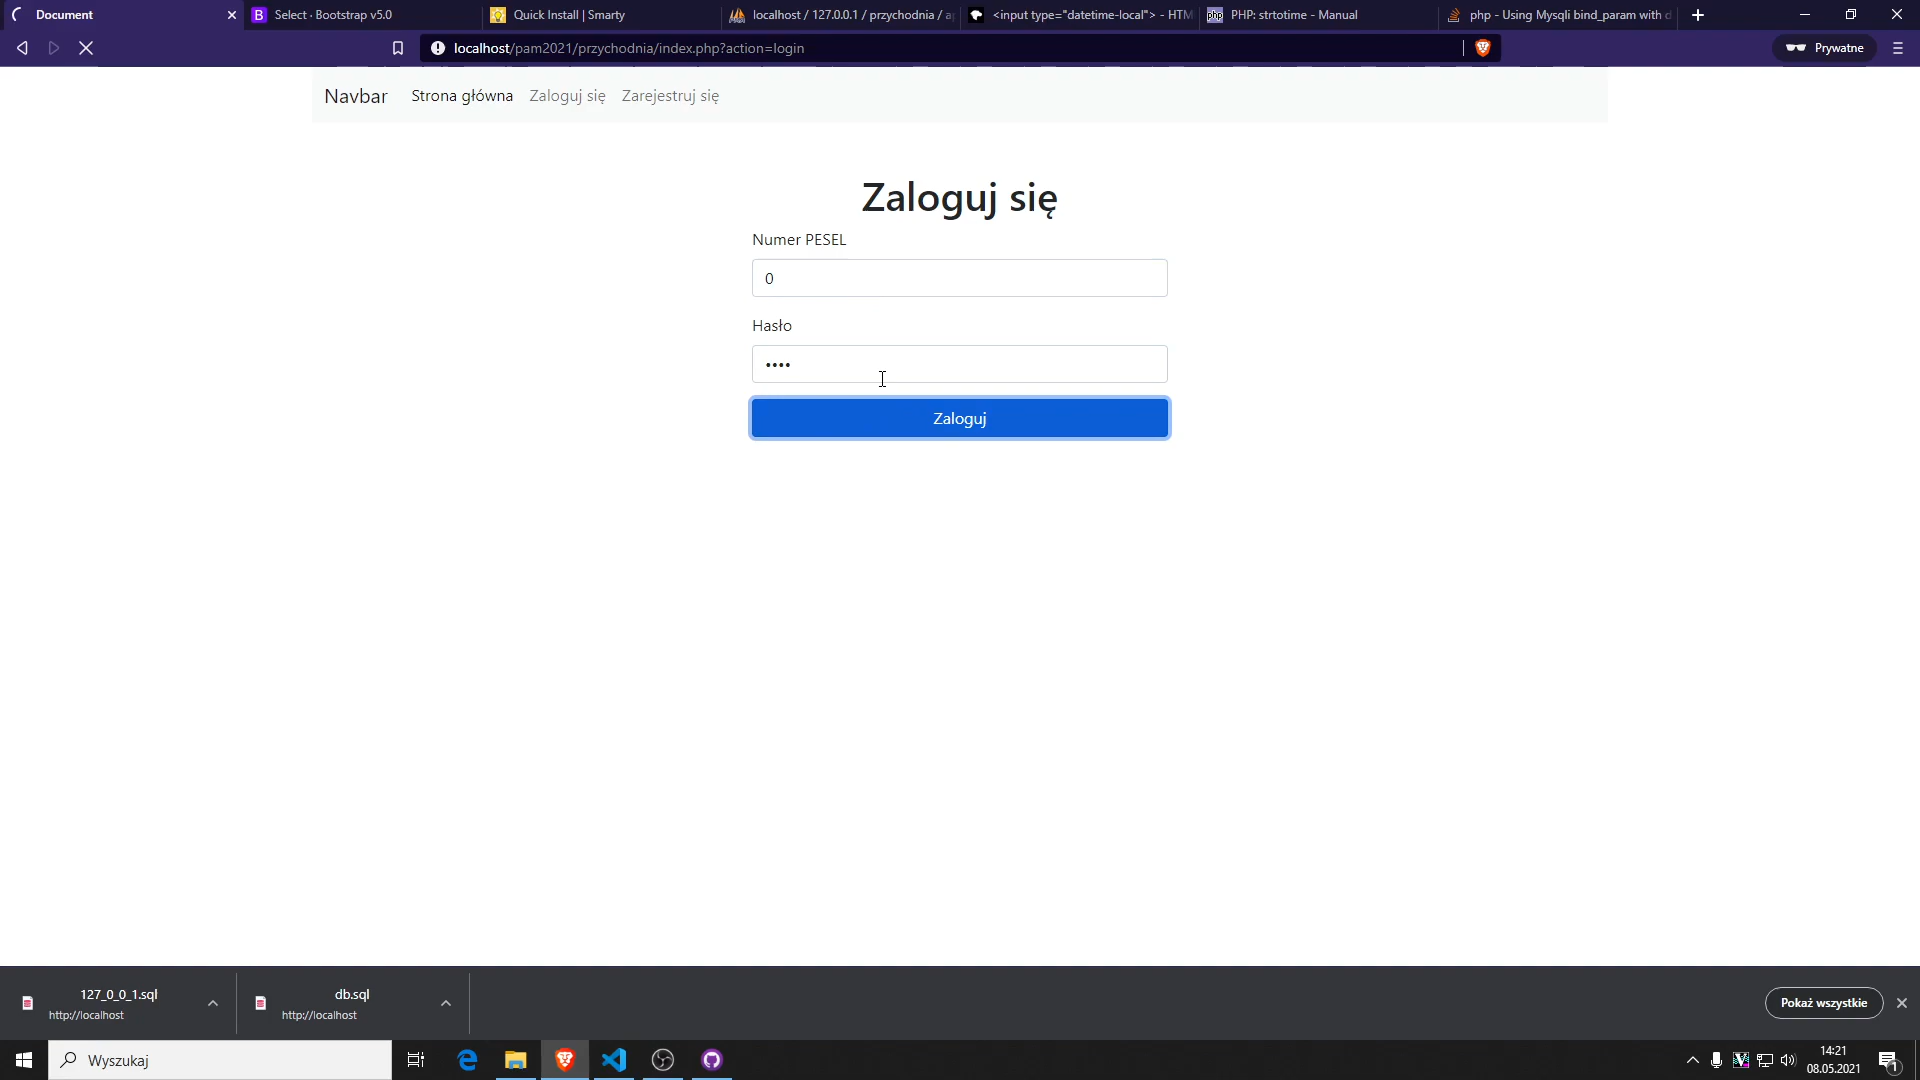 Document
Select · Bootstrap v5.0
Quick Install | Smarty
localhost / 127.0.0.1 / przychodnia / a
<input type="datetime-local"> - HTM
PHP: strtotime - Manual
php - Using Mysqli bind_param with d
localhost/pam2021/przychodnia/index.php?action=login
Prywatne
Navbar Strona główna Zaloguj się Zarejestruj się
Zaloguj się
Numer PESEL
0
Hasło
••••
Zaloguj
127_0_0_1.sql
http://localhost
db.sql
http://localhost
Pokaż wszystkie
Wyszukaj
14:21
08.05.2021
1